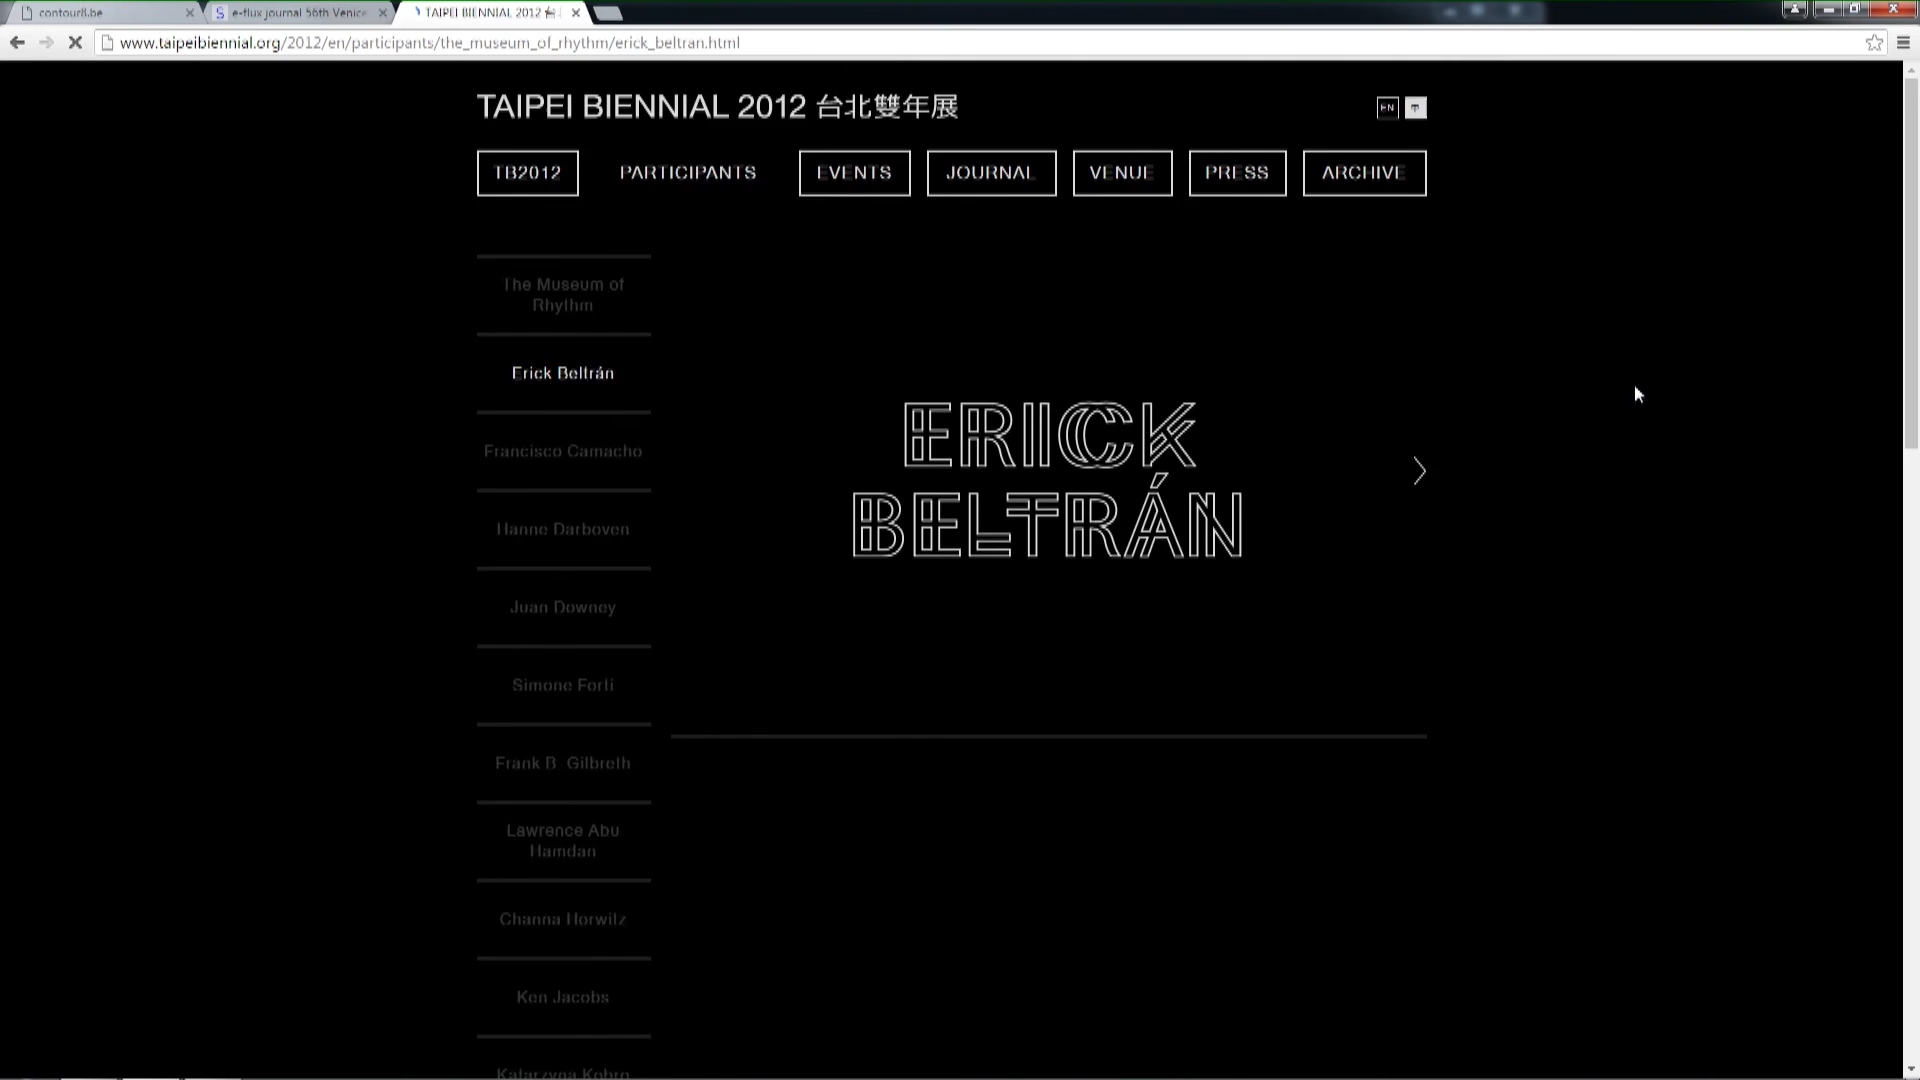 contour8.be
e-flux journal 56th Venice
TAIPEI BIENNIAL 2012 台
www.taipeibiennial.org/2012/en/participants/the_museum_of_rhythm/erick_beltran.html
TAIPEI BIENNIAL 2012 台北雙年展
EN
TB2012
PARTICIPANTS
EVENTS
JOURNAL
VENUE
PRESS
ARCHIVE
The Museum of
Rhythm
Erick Beltrán
Francisco Camacho
Hanne Darboven
Juan Downey
Simone Forti
Frank B. Gilbreth
Lawrence Abu
Hamdan
Channa Horwitz
Ken Jacobs
Katarzyna Kobro
ERICK
BELTRÁN